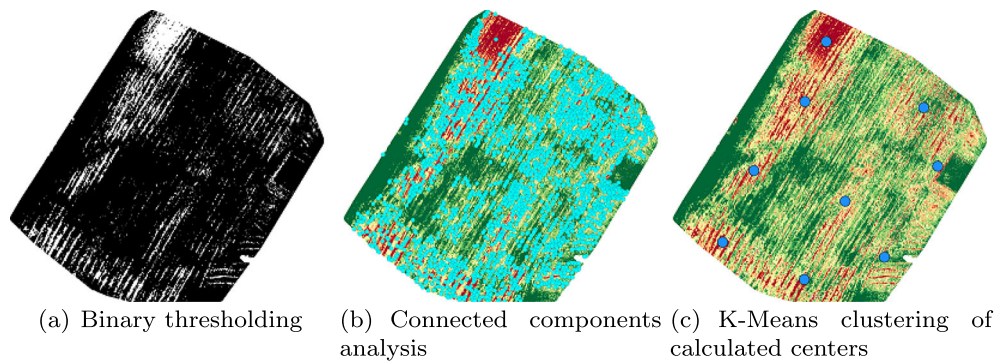 (a) Binary thresholding
(b) Connected components analysis
(c) K-Means clustering of calculated centers